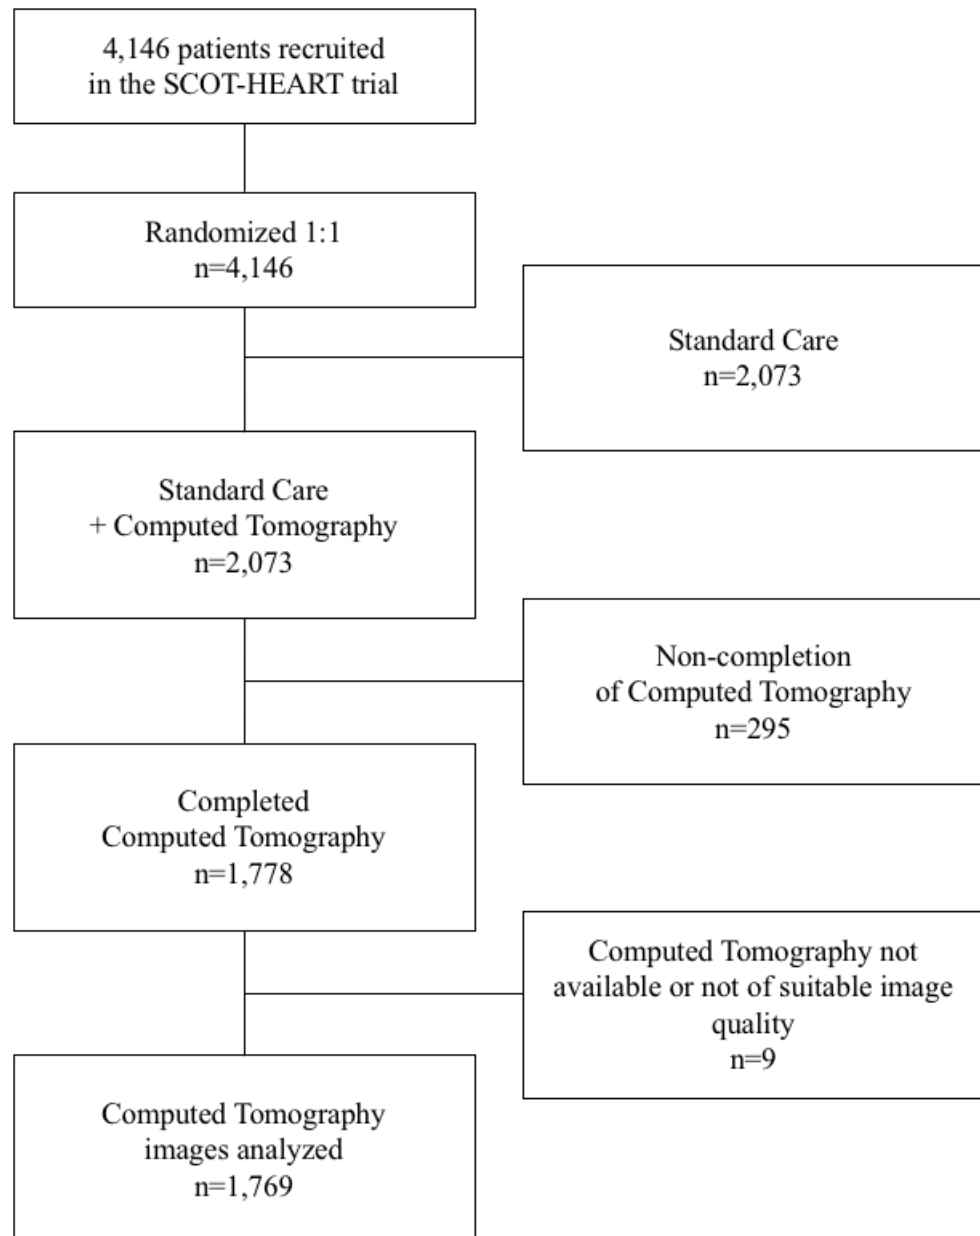 4,146 patients recruited
in the SCOT-HEART trial
Randomized 1:1
n=4,146
Standard Care
n=2,073
Standard Care
+ Computed Tomography
n=2,073
Non-completion
of Computed Tomography
n=295
Completed
Computed Tomography
n=1,778
Computed Tomography not
available or not of suitable image
quality
n=9
Computed Tomography
images analyzed
n=1,769